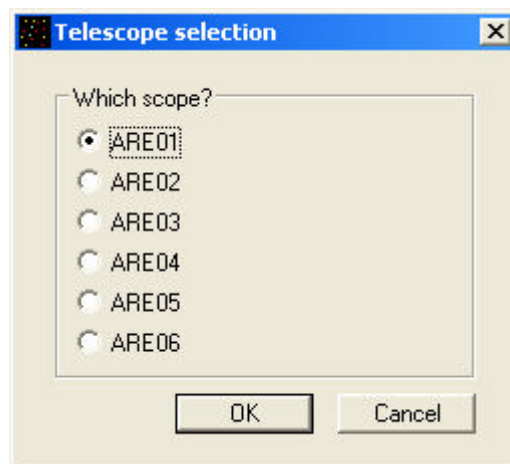 Telescope selection
Which scope?
ARE01
ARE02
ARE03
ARE04
ARE05
ARE06
OK Cancel